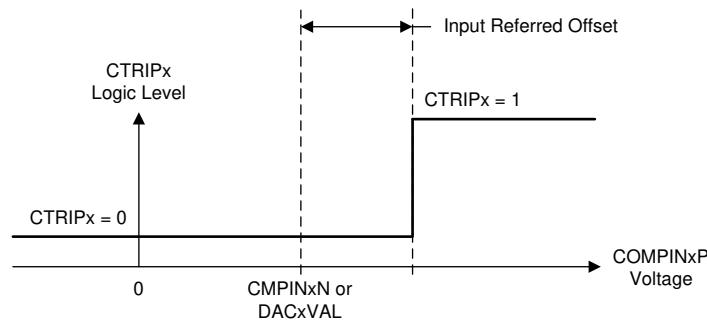 Input Referred Offset
CTRIPx
Logic Level
CTRIPx = 1
CTRIPx = 0
COMPINxP
Voltage
0
CMPINxN or
DACxVAL